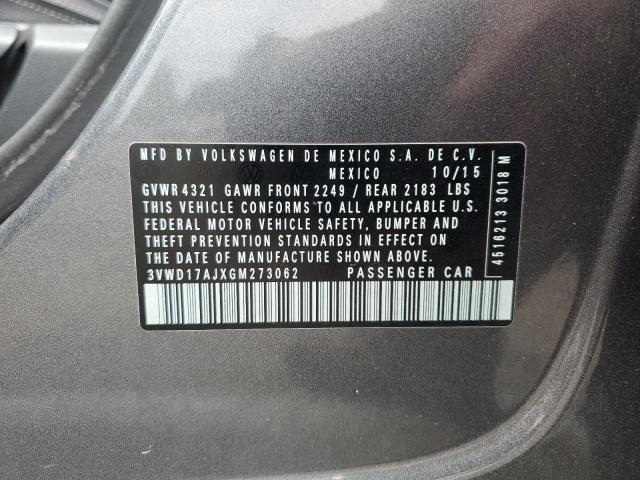 MFD BY VOLKSWAGEN DE MEXICO S.A. DE C.V.
MEXICO 10/15
GVWR 4321 GAWR FRONT 2249 / REAR 2183 LBS
THIS VEHICLE CONFORMS TO ALL APPLICABLE U.S.
FEDERAL MOTOR VEHICLE SAFETY, BUMPER AND
THEFT PREVENTION STANDARDS IN EFFECT ON
THE DATE OF MANUFACTURE SHOWN ABOVE.
3VWD17AJXGM273062 PASSENGER CAR
4516213 3018 M